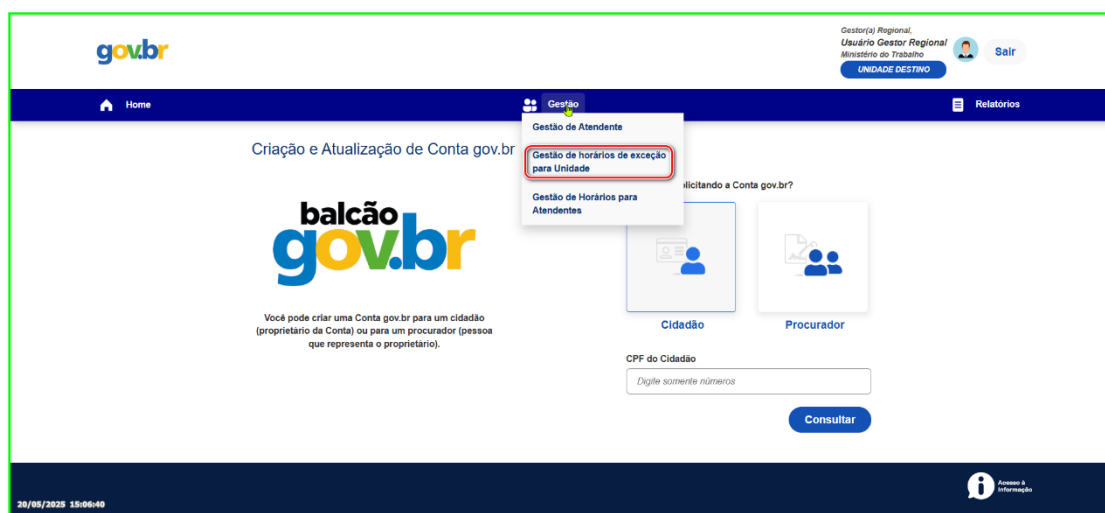 gov.br
Gestor(a) Regional,
Usuário Gestor Regional
Ministério do Trabalho
UNIDADE DESTINO
Sair
Home
Gestão
Relatórios
Gestão de Atendente
Gestão de horários de exceção
para Unidade
Gestão de Horários para
Atendentes
Criação e Atualização de Conta gov.br
balcão
gov.br
Você pode criar uma Conta gov.br para um cidadão
(proprietário da Conta) ou para um procurador (pessoa
que representa o proprietário).
olicitando a Conta gov.br?
Cidadão
Procurador
CPF do Cidadão
Digite somente números
Consultar
Acesso à
Informação
20/05/2025 15:06:40